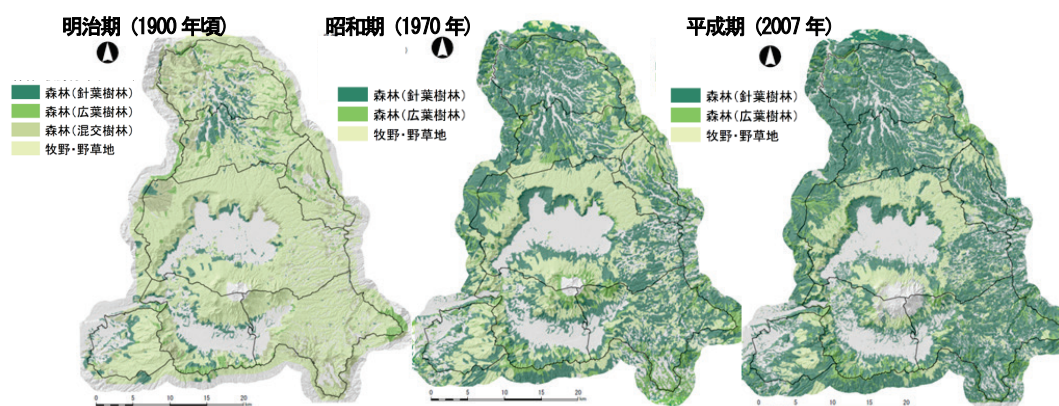 明治期（1900 年頃）
森林（針葉樹林）
森林（広葉樹林）
森林（混交樹林）
牧野・野草地
0 5 10 15 20
昭和期（1970 年）
森林（針葉樹林）
森林（広葉樹林）
牧野・野草地
0 5 10 15 20
平成期（2007 年）
森林（針葉樹林）
森林（広葉樹林）
牧野・野草地
0 5 10 15 20